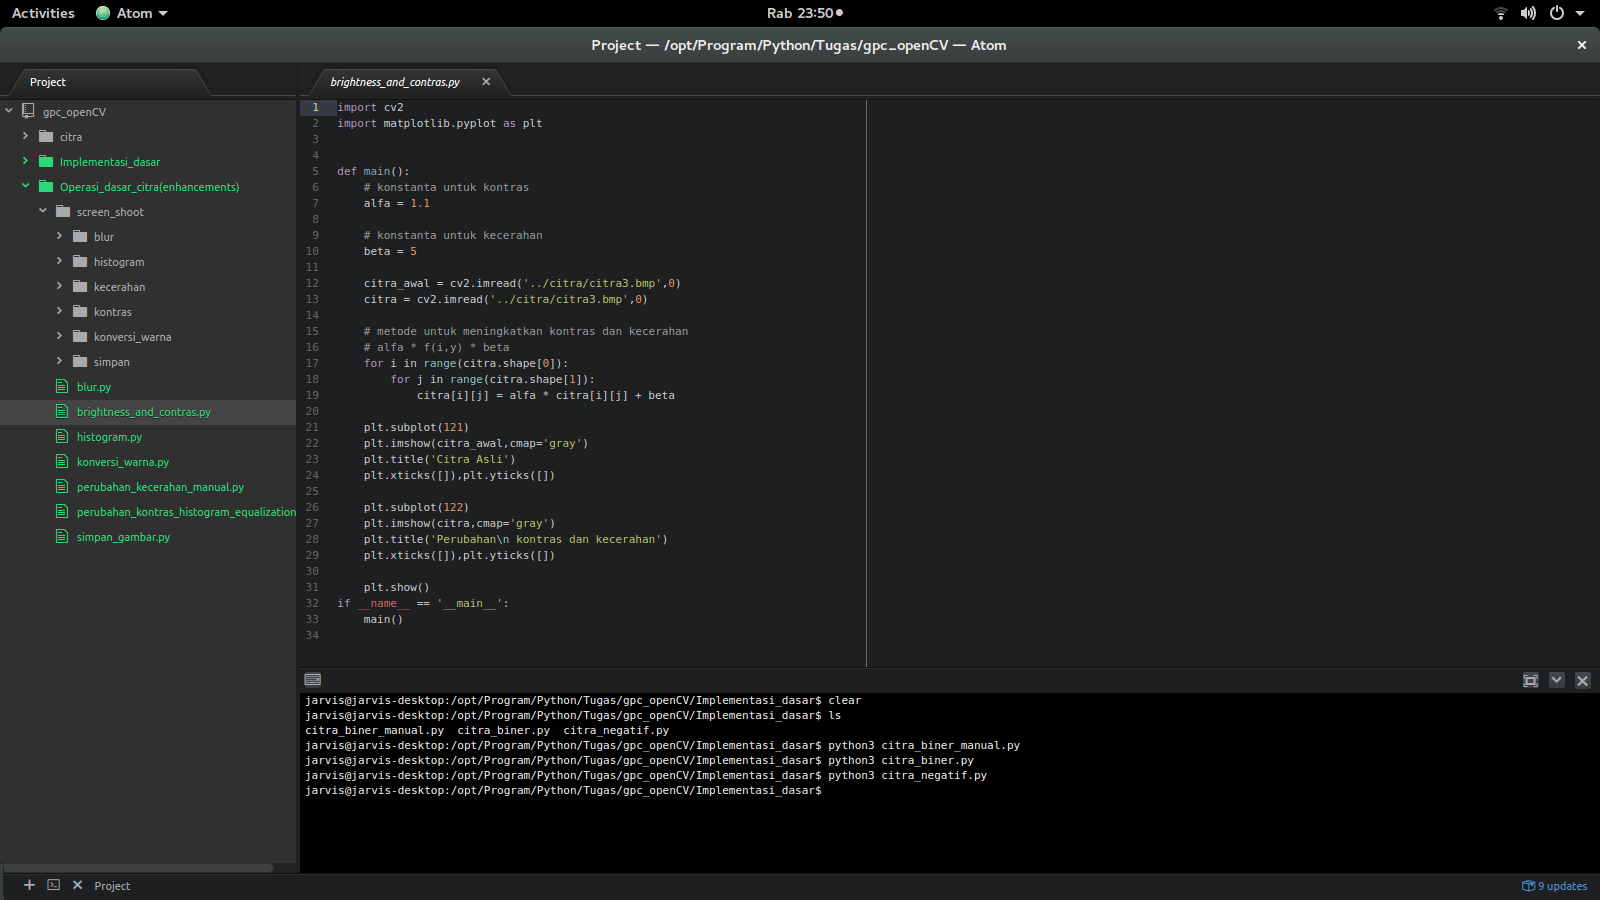 Activities Atom Rab 23:50
Project — /opt/Program/Python/Tugas/gpc_openCV — Atom
Project
gpc_openCV
citra
Implementasi_dasar
Operasi_dasar_citra(enhancements)
screen_shoot
blur
histogram
kecerahan
kontras
konversi_warna
simpan
blur.py
brightness_and_contras.py
histogram.py
konversi_warna.py
perubahan_kecerahan_manual.py
perubahan_kontras_histogram_equalization
simpan_gambar.py
brightness_and_contras.py
1 import cv2
2 import matplotlib.pyplot as plt
3
4
5 def main():
6     # konstanta untuk kontras
7     alfa = 1.1
8
9     # konstanta untuk kecerahan
10     beta = 5
11
12     citra_awal = cv2.imread('../citra/citra3.bmp',0)
13     citra = cv2.imread('../citra/citra3.bmp',0)
14
15     # metode untuk meningkatkan kontras dan kecerahan
16     # alfa * f(i,y) * beta
17     for i in range(citra.shape[0]):
18         for j in range(citra.shape[1]):
19             citra[i][j] = alfa * citra[i][j] + beta
20
21     plt.subplot(121)
22     plt.imshow(citra_awal,cmap='gray')
23     plt.title('Citra Asli')
24     plt.xticks([]),plt.yticks([])
25
26     plt.subplot(122)
27     plt.imshow(citra,cmap='gray')
28     plt.title('Perubahan\n kontras dan kecerahan')
29     plt.xticks([]),plt.yticks([])
30
31     plt.show()
32 if __name__ == '__main__':
33     main()
34
jarvis@jarvis-desktop:/opt/Program/Python/Tugas/gpc_openCV/Implementasi_dasar$ clear
jarvis@jarvis-desktop:/opt/Program/Python/Tugas/gpc_openCV/Implementasi_dasar$ ls
citra_biner_manual.py  citra_biner.py  citra_negatif.py
jarvis@jarvis-desktop:/opt/Program/Python/Tugas/gpc_openCV/Implementasi_dasar$ python3 citra_biner_manual.py
jarvis@jarvis-desktop:/opt/Program/Python/Tugas/gpc_openCV/Implementasi_dasar$ python3 citra_biner.py
jarvis@jarvis-desktop:/opt/Program/Python/Tugas/gpc_openCV/Implementasi_dasar$ python3 citra_negatif.py
jarvis@jarvis-desktop:/opt/Program/Python/Tugas/gpc_openCV/Implementasi_dasar$
Project 9 updates